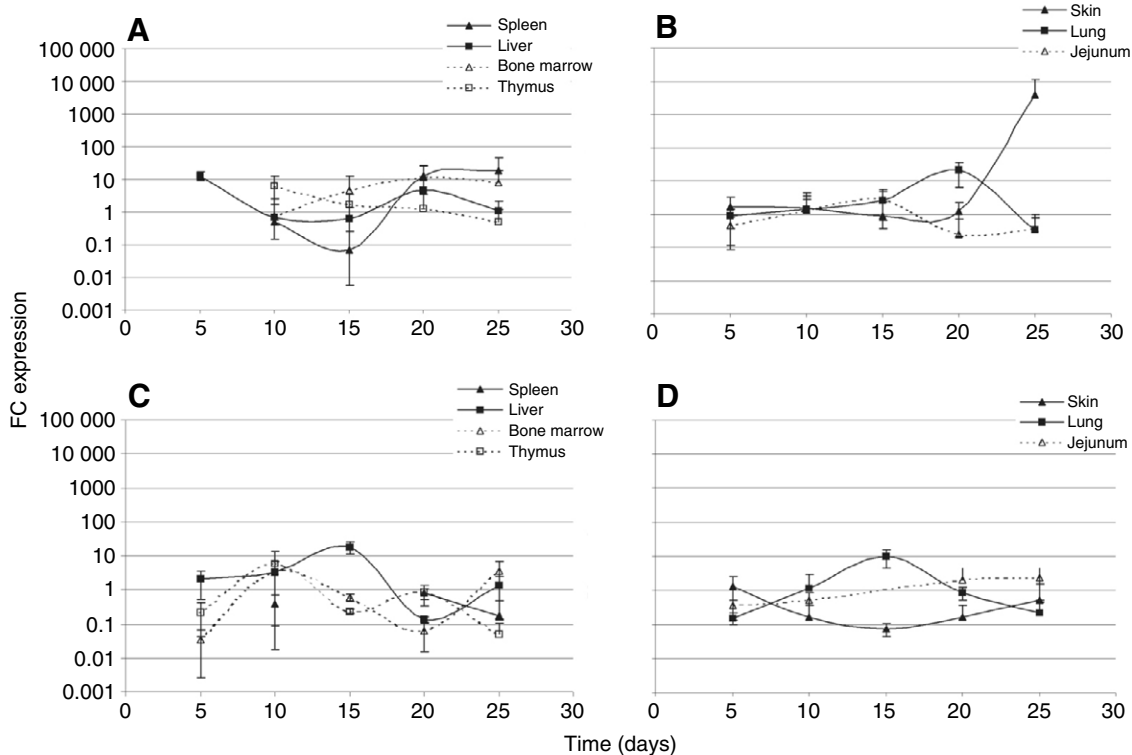 A
Spleen
Liver
Bone marrow
Thymus
100 000
10 000
1000
100
10
1
0.1
0.01
0.001
0 5 10 15 20 25 30
B
Skin
Lung
Jejunum
0 5 10 15 20 25 30
FC expression
C
Spleen
Liver
Bone marrow
Thymus
100 000
10 000
1000
100
10
1
0.1
0.01
0.001
0 5 10 15 20 25 30
D
Skin
Lung
Jejunum
0 5 10 15 20 25 30
Time (days)